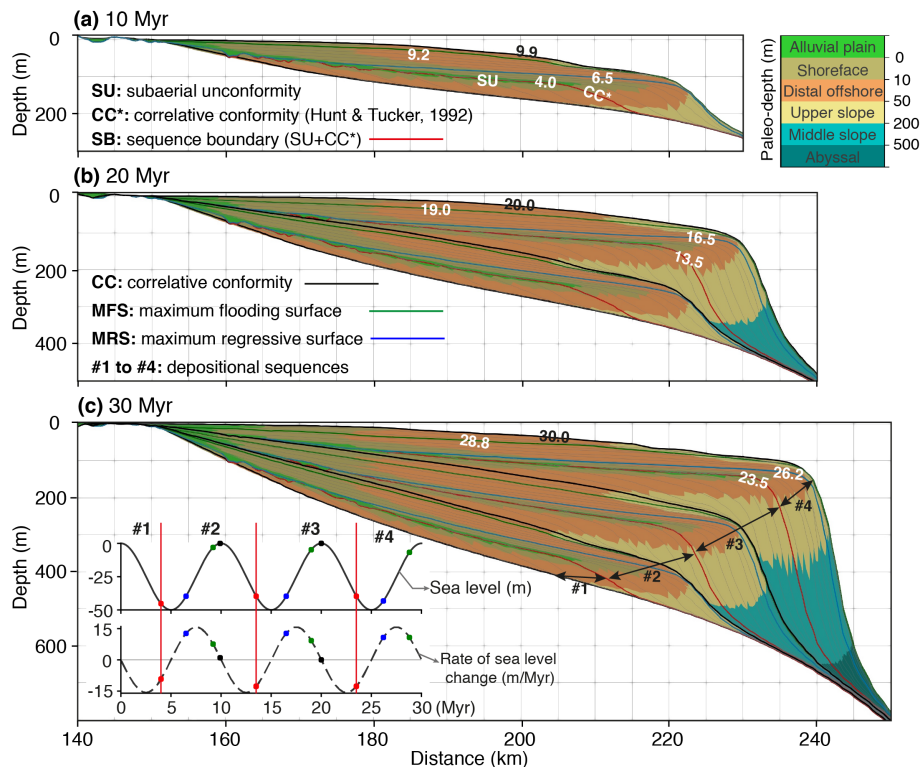 (a) 10 Myr
0
200
Depth (m)
9.2
9.9
6.5
SU
4.0
CC*
SU: subaerial unconformity
CC*: correlative conformity (Hunt & Tucker, 1992)
SB: sequence boundary (SU+CC*)
Paleo-depth (m)
Alluvial plain
0
Shoreface
10
Distal offshore
50
Upper slope
200
Middle slope
500
Abyssal
(b) 20 Myr
0
200
400
Depth (m)
19.0
20.0
16.5
13.5
CC: correlative conformity
MFS: maximum flooding surface
MRS: maximum regressive surface
#1 to #4: depositional sequences
(c) 30 Myr
0
200
400
600
Depth (m)
28.8
30.0
26.2
23.5
#4
#3
#2
#1
#1 #2 #3 #4
0
-25
-50
Sea level (m)
15
0
-15
Rate of sea level
change (m/Myr)
0 5 10 15 20 25 30 (Myr)
140 160 180 200 220 240
Distance (km)